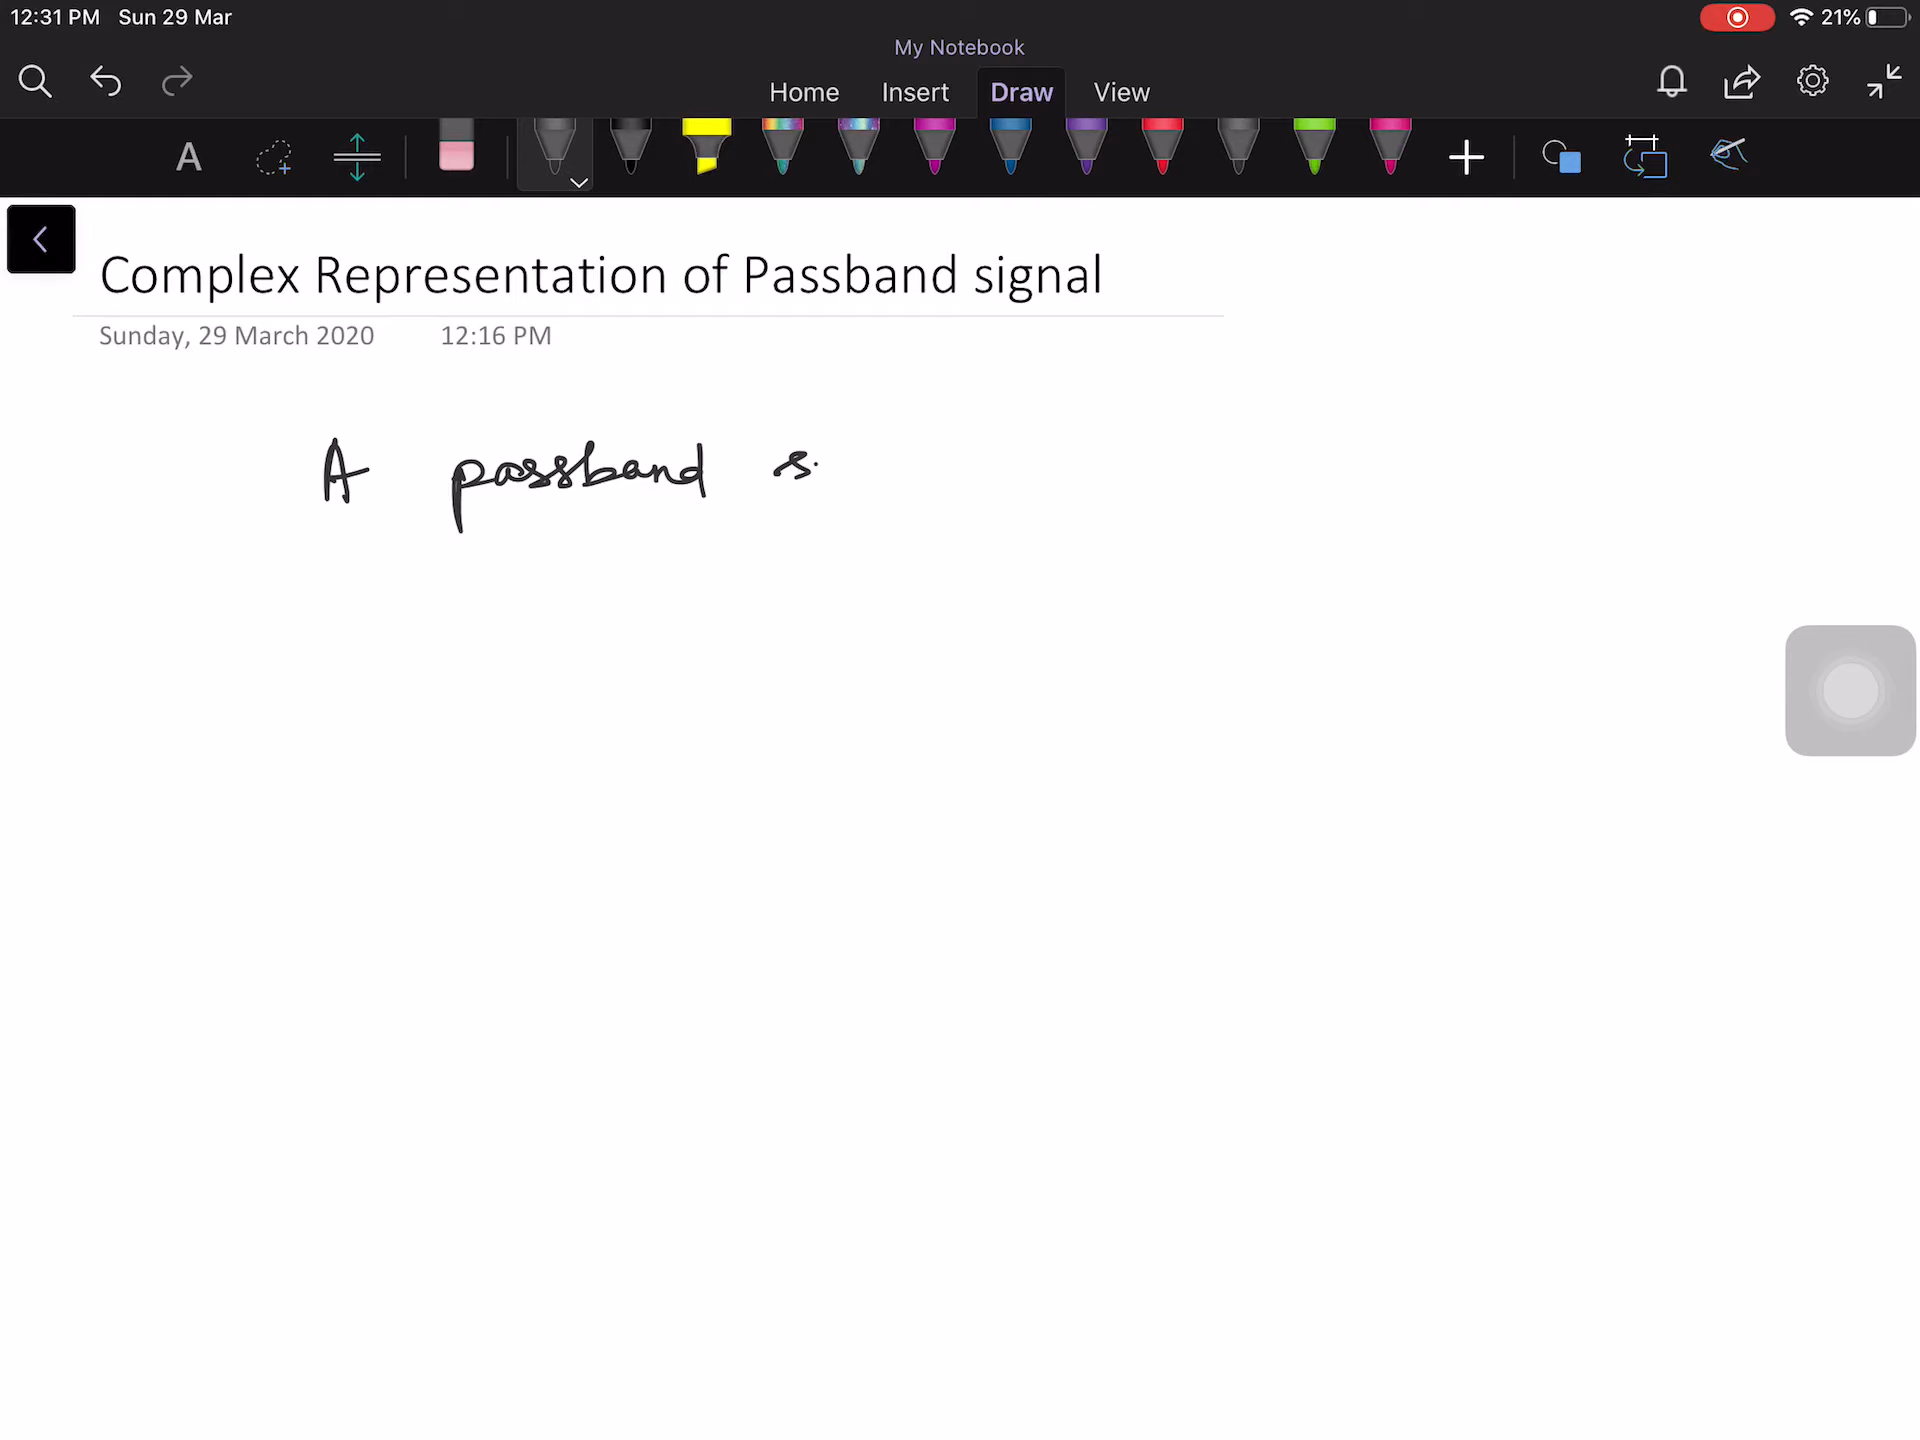 12:31 PM Sun 29 Mar 21%
My Notebook
Home Insert Draw View
A
Complex Representation of Passband signal
Sunday, 29 March 2020 12:16 PM
A passband s